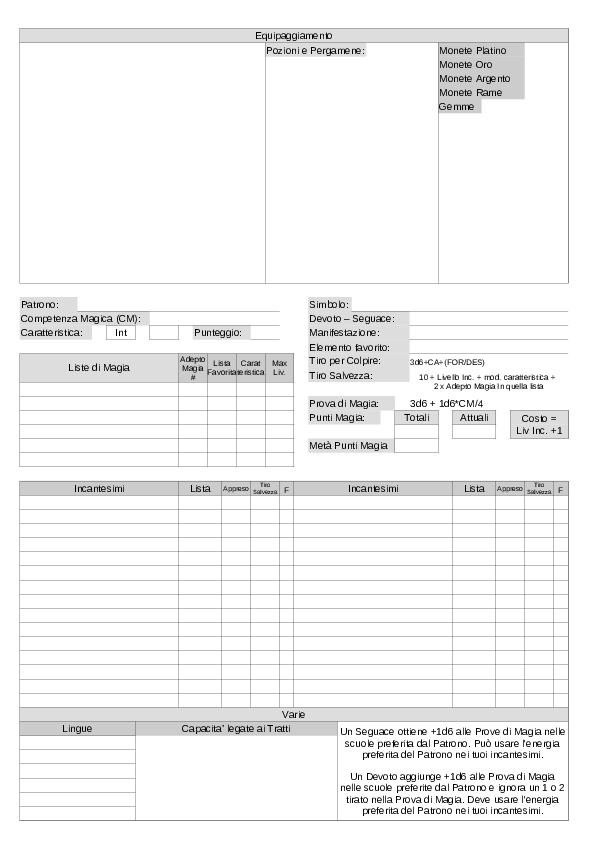 Equipaggiamento
Pozioni e Pergamene:
Monete Platino
Monete Oro
Monete Argento
Monete Rame
Gemme
Patrono:
Competenza Magica (CM):
Caratteristica: Int Punteggio:
Simbolo:
Devoto – Seguace:
Manifestazione:
Elemento favorito:
Tiro per Colpire: 3d6+CA+(FOR/DES)
Tiro Salvezza: 10 + Livello Inc. + mod. caratteristica +
2 x Adepto Magia In quella lista
Prova di Magia: 3d6 + 1d6*CM/4
Punti Magia: Totali Attuali Costo =
Liv Inc. +1
Metà Punti Magia
Liste di Magia
Adepto
Magia
#
Lista
Favorita
Carat
teristica
Max
Liv.
Incantesimi Lista Appreso Tiro
Salvezza F
Incantesimi Lista Appreso Tiro
Salvezza F
Varie
Lingue Capacita' legate ai Tratti
Un Seguace ottiene +1d6 alle Prove di Magia nelle
scuole preferita dal Patrono. Può usare l'energia
preferita del Patrono nei tuoi incantesimi.
Un Devoto aggiunge +1d6 alle Prova di Magia
nelle scuole preferite dal Patrono e ignora un 1 o 2
tirato nella Prova di Magia. Deve usare l'energia
preferita del Patrono nei tuoi incantesimi.